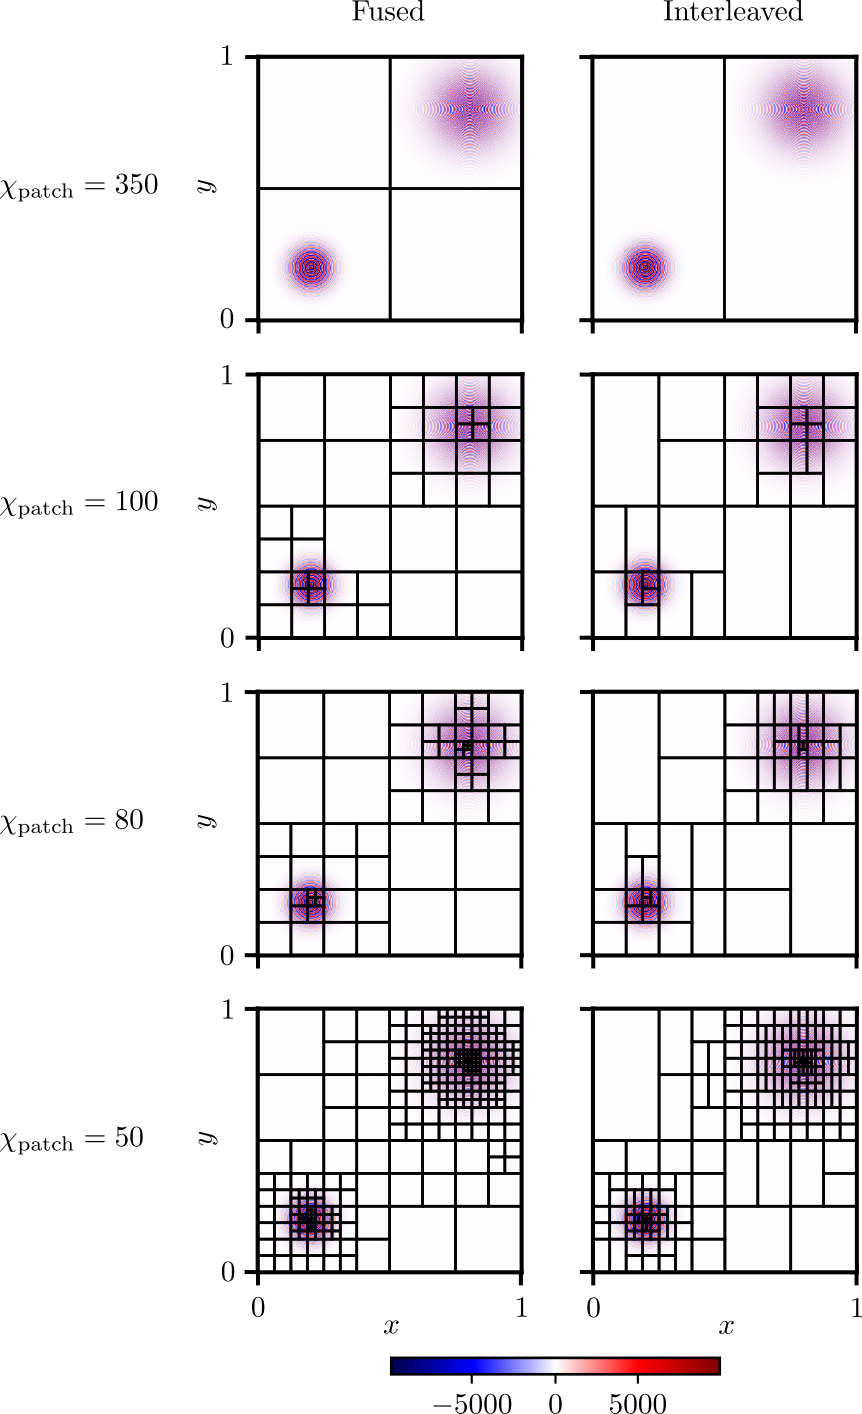 Fused Interleaved
1
χpatch = 350 y
0
1
χpatch = 100 y
0
1
χpatch = 80 y
0
1
χpatch = 50 y
0
0 1 0 1
x x
−5000 0 5000